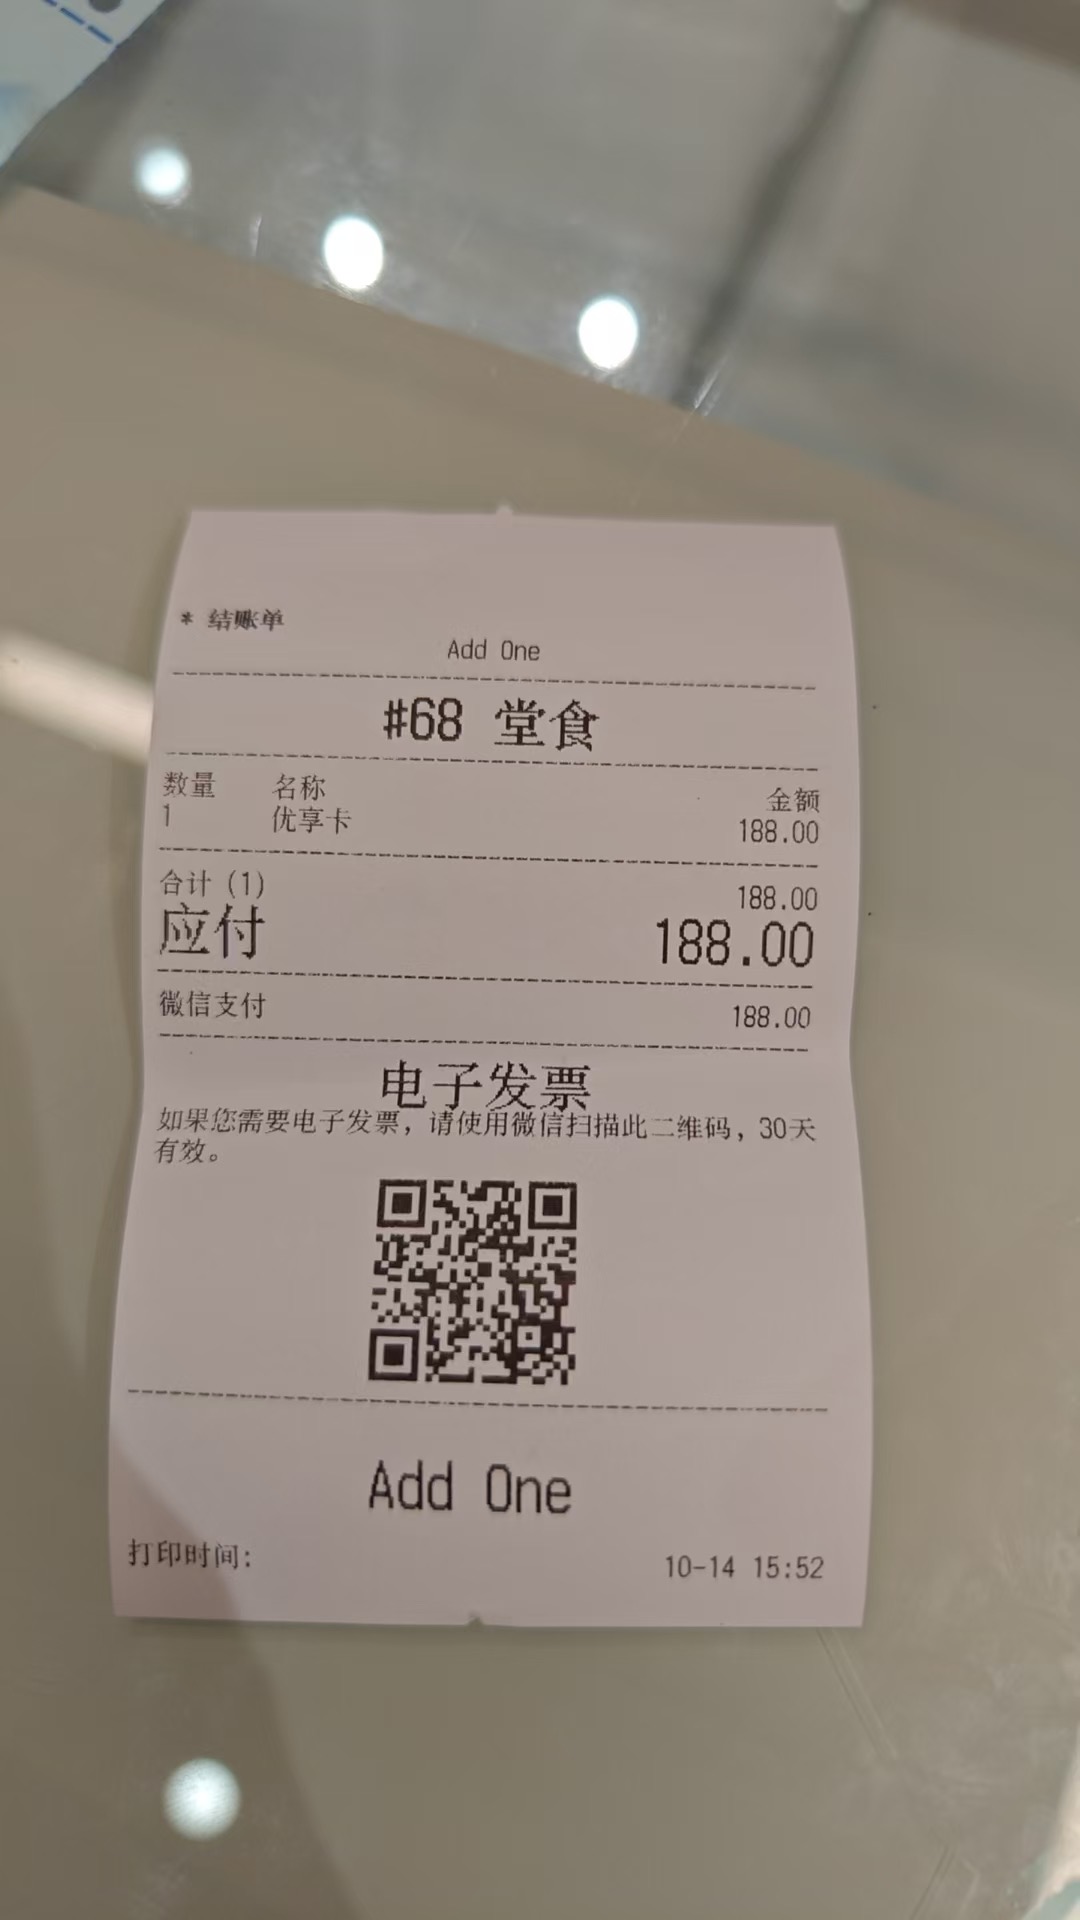 * 结账单
Add One
#68 堂食
数量 名称 金额
1 优享卡 188.00
合计 (1) 188.00
应付 188.00
微信支付 188.00
电子发票
如果您需要电子发票，请使用微信扫描此二维码，30天
有效。
Add One
打印时间: 10-14 15:52